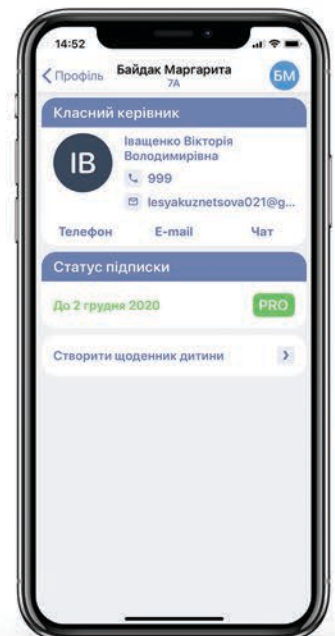 14:52
Профіль
Байдак Маргарита
7А
БМ
Класний керівник
ІВ
Іващенко Вікторія
Володимирівна
999
lesyakuznetsova021@g...
Телефон E-mail Чат
Статус підписки
До 2 грудня 2020 PRO
Створити щоденник дитини